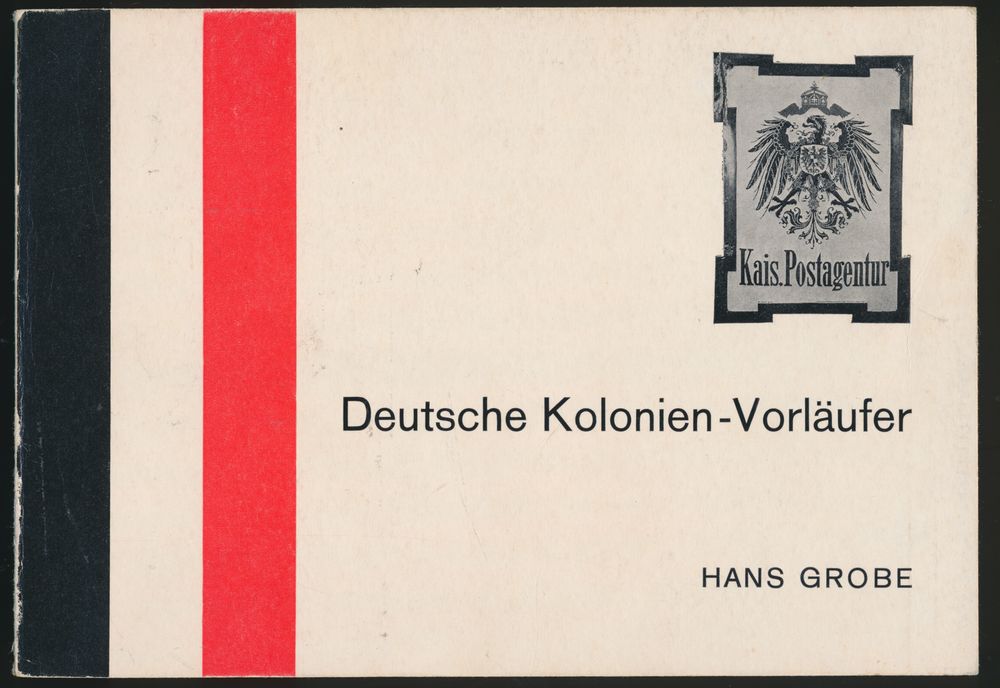 Kais. Postagentur
Deutsche Kolonien-Vorläufer
HANS GROBE